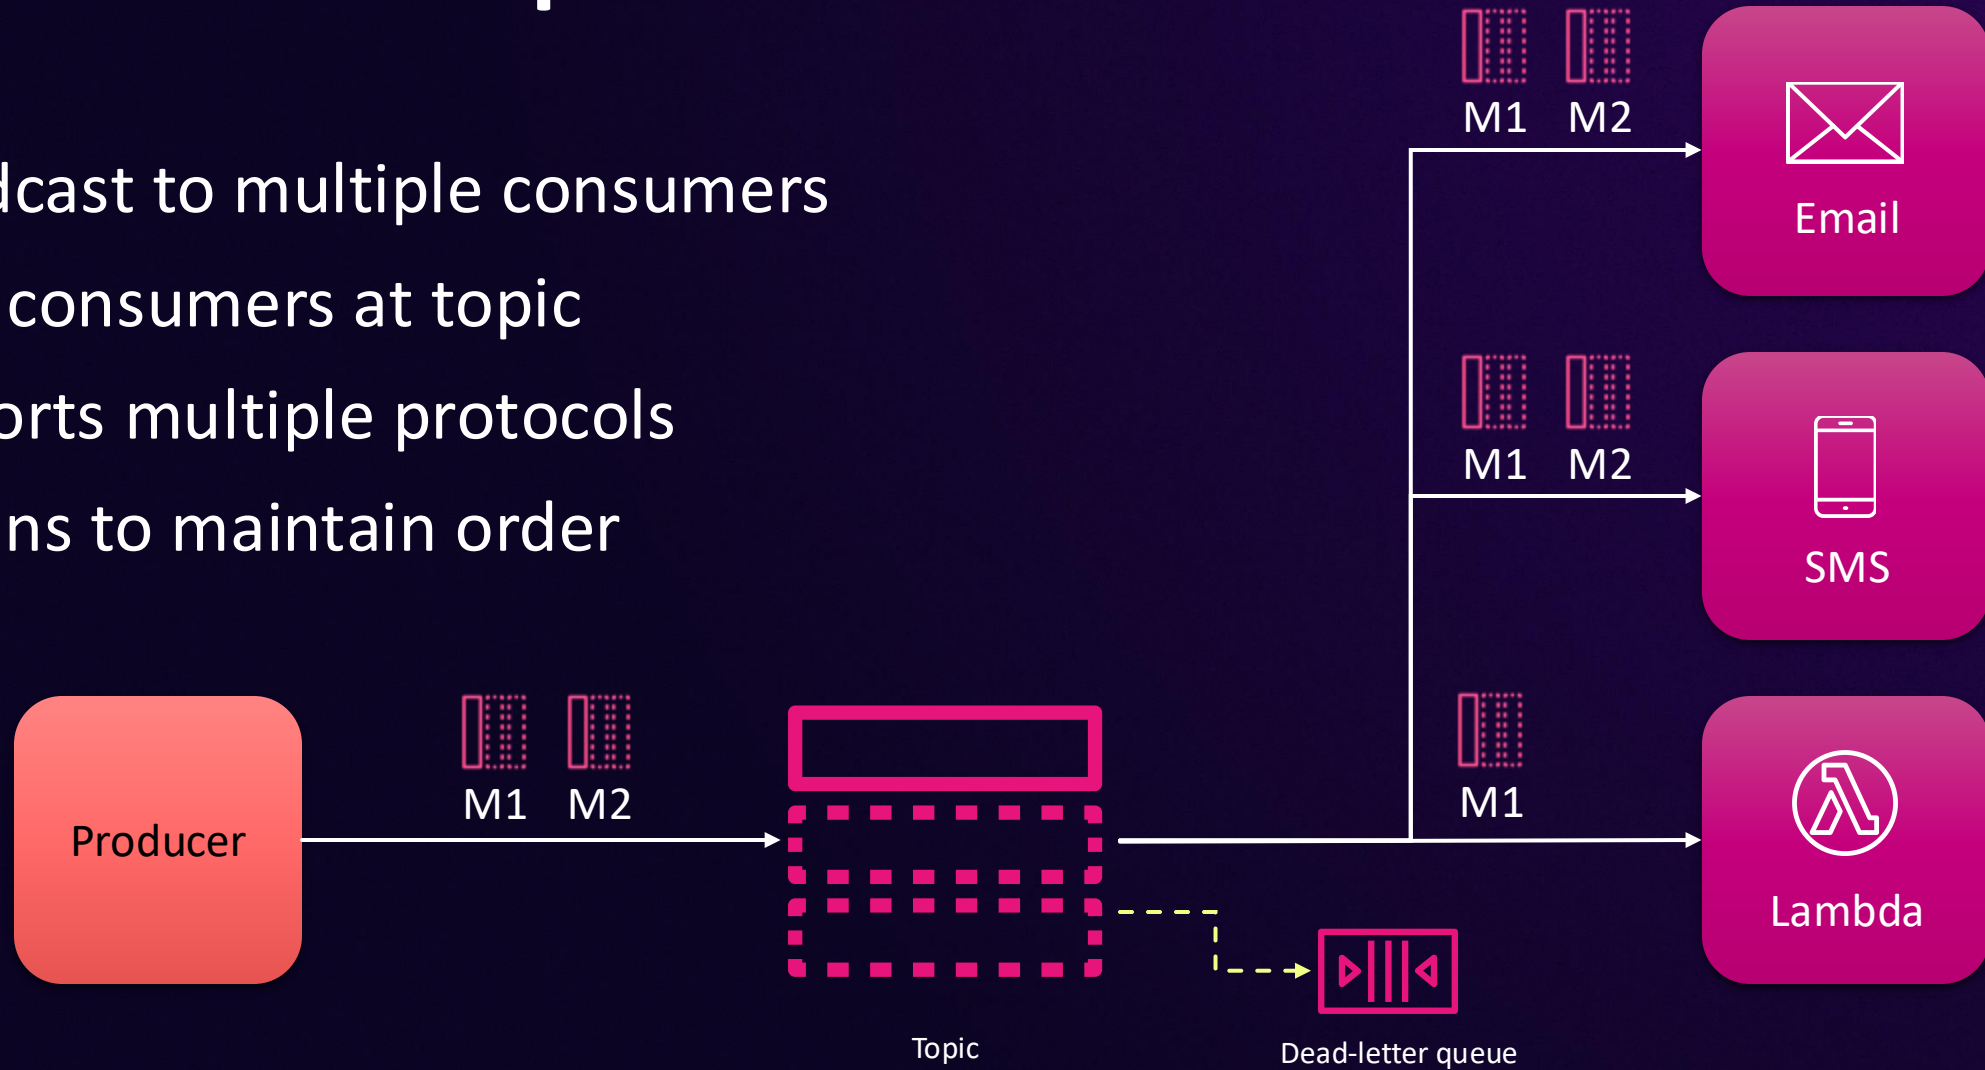 dcast to multiple consumers
consumers at topic
orts multiple protocols
ns to maintain order
M1 M2
Email
M1 M2
SMS
M1 M2
Producer
M1
Lambda
Topic
Dead-letter queue